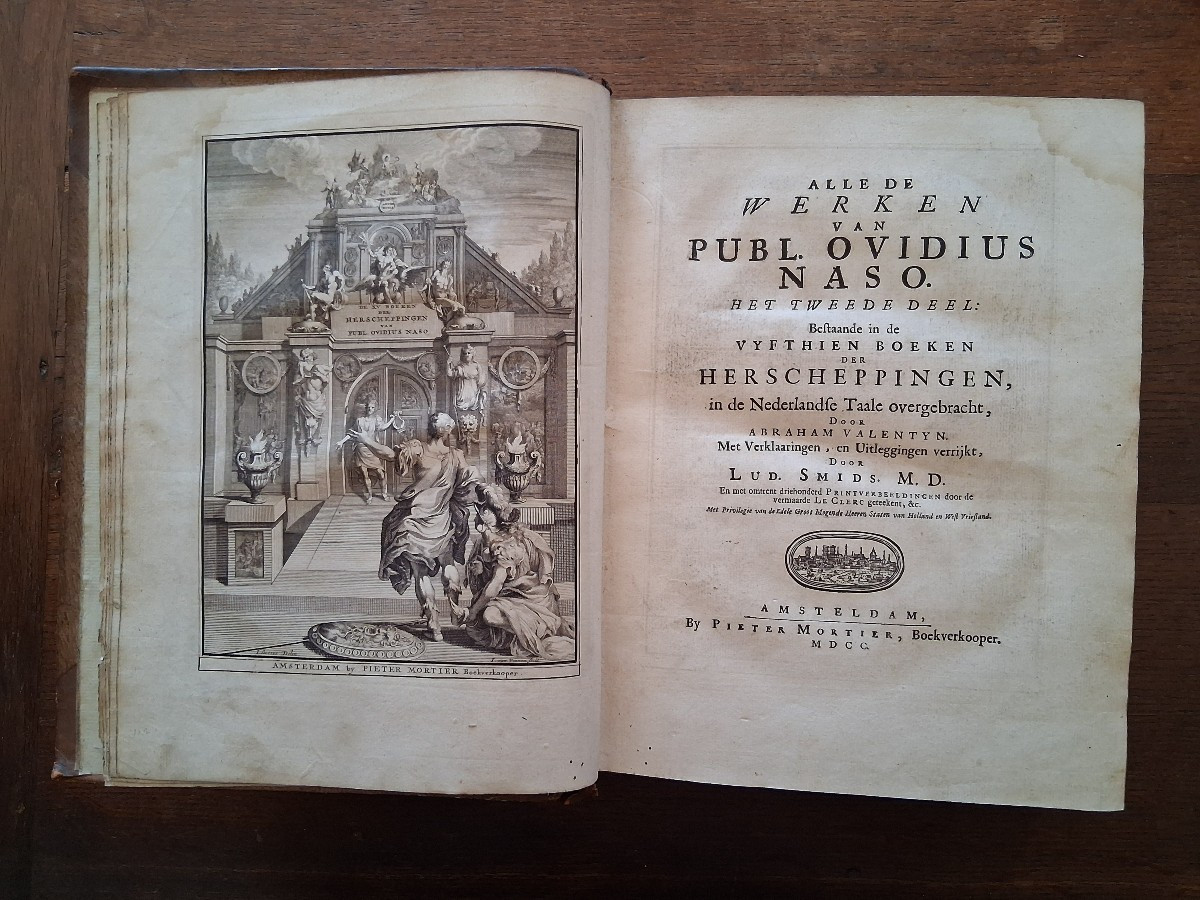 DE XV BOEKEN
DER
HERSCHEPPINGEN
VAN
PUBL. OVIDIUS NASO
AMSTERDAM by PIETER MORTIER Boekverkooper
ALLE DE
WERKEN
VAN
PUBL. OVIDIUS
NASO.
HET TWEEDE DEEL:
Bestaande in de
VYFTHIEN BOEKEN
DER
HERSCHEPPINGEN,
in de Nederlandse Taale overgebracht,
DOOR
ABRAHAM VALENTYN.
Met Verklaaringen, en Uitleggingen verrijkt,
DOOR
LUD. SMIDS. M. D.
En met omtrent driehonderd PRINTVERBEELDINGEN door de
vermaarde LE CLERC geteekent, &c.
Met Privilegie van de Edele Groot Mogende Heeren Staten van Holland en West Vriesland.
AMSTELDAM,
By PIETER MORTIER, Boekverkooper.
MDCC.